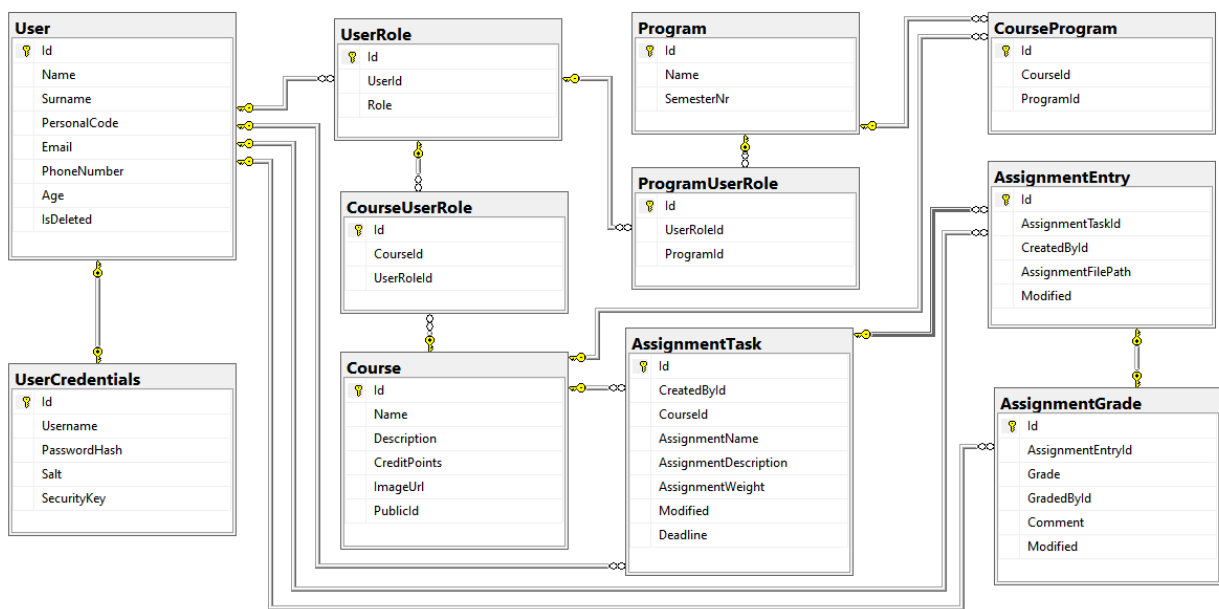 User
Id
Name
Surname
PersonalCode
Email
PhoneNumber
Age
IsDeleted
UserRole
Id
UserId
Role
Program
Id
Name
SemesterNr
CourseProgram
Id
CourseId
ProgramId
CourseUserRole
Id
CourseId
UserRoleId
ProgramUserRole
Id
UserRoleId
ProgramId
AssignmentEntry
Id
AssignmentTaskId
CreatedById
AssignmentFilePath
Modified
UserCredentials
Id
Username
PasswordHash
Salt
SecurityKey
Course
Id
Name
Description
CreditPoints
ImageUrl
PublicId
AssignmentTask
Id
CreatedById
CourseId
AssignmentName
AssignmentDescription
AssignmentWeight
Modified
Deadline
AssignmentGrade
Id
AssignmentEntryId
Grade
GradedById
Comment
Modified